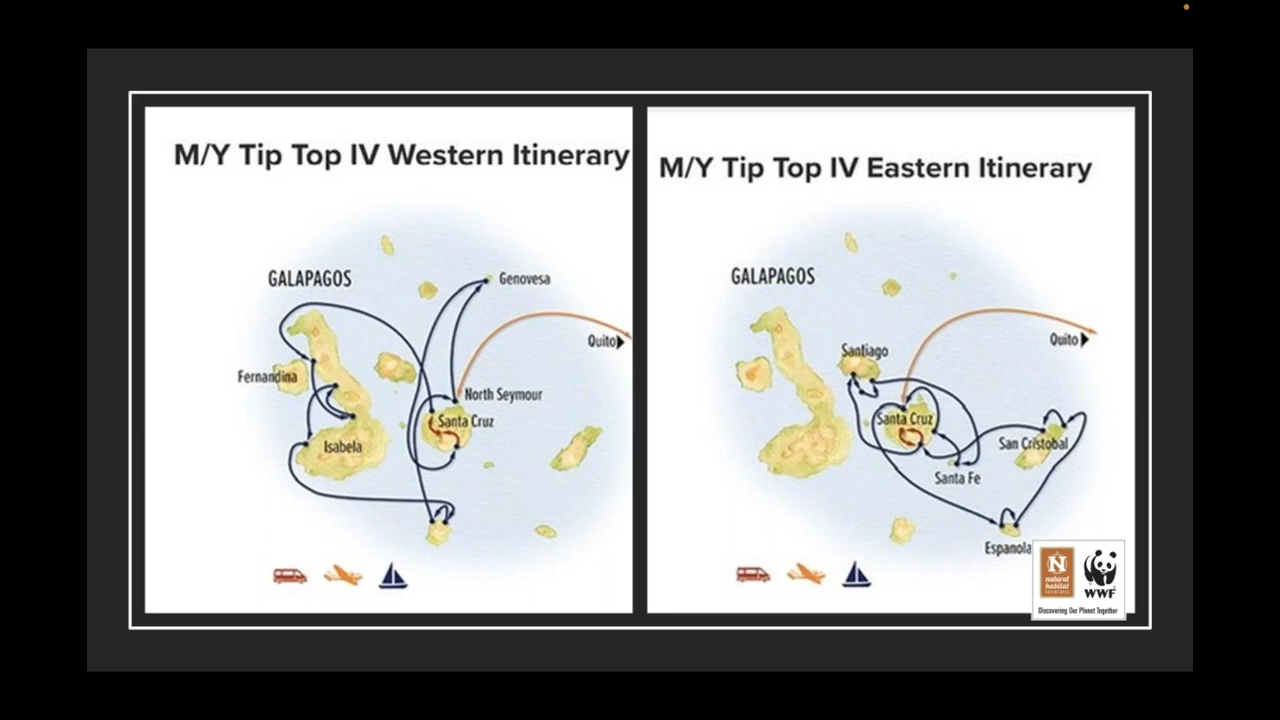 M/Y Tip Top IV Western Itinerary
GALAPAGOS
Genovesa
Quito
Fernandina
North Seymour
Santa Cruz
Isabela
M/Y Tip Top IV Eastern Itinerary
GALAPAGOS
Quito
Santiago
Santa Cruz
San Cristobal
Santa Fe
Espanola
N
natural
habitat
ADVENTURES
WWF
Discovering Our Planet Together